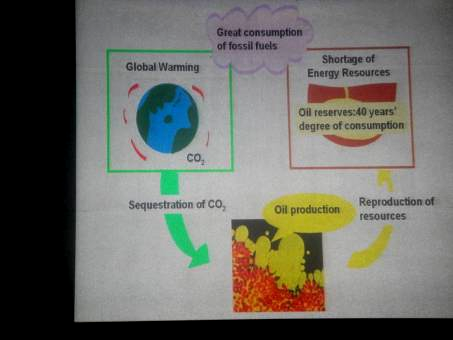 Great consumption
of fossil fuels
Global Warming
CO₂
Shortage of
Energy Resources
Oil reserves:40 years'
degree of consumption
Sequestration of CO₂
Oil production
Reproduction of
resources